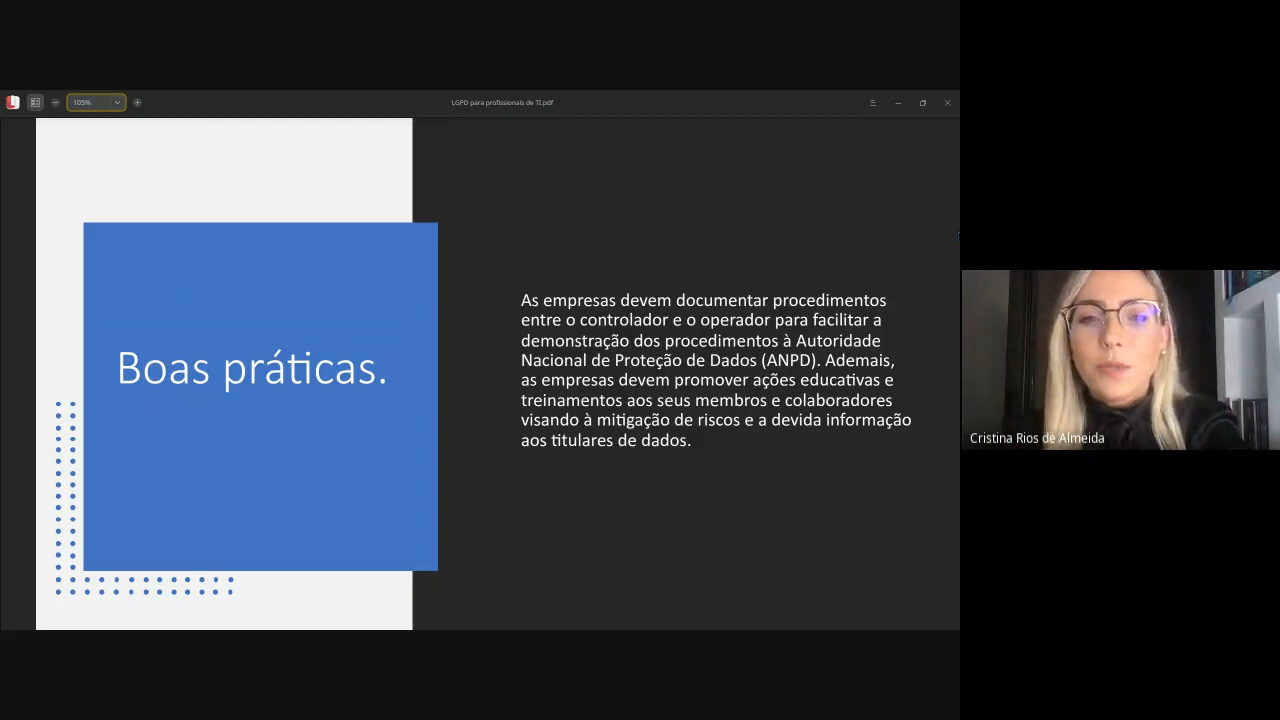 105%
LGPD para profissionais de TI.pdf
Boas práticas.
As empresas devem documentar procedimentos
entre o controlador e o operador para facilitar a
demonstração dos procedimentos à Autoridade
Nacional de Proteção de Dados (ANPD). Ademais,
as empresas devem promover ações educativas e
treinamentos aos seus membros e colaboradores
visando à mitigação de riscos e a devida informação
aos titulares de dados.
Cristina Rios de Almeida